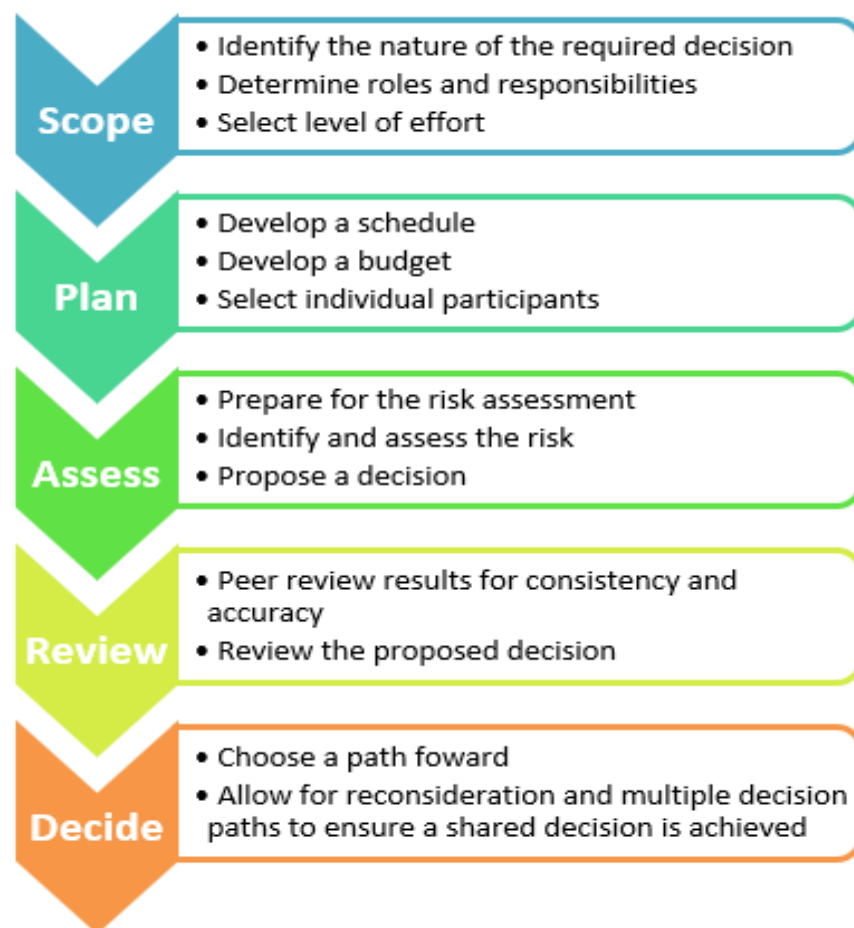 Scope
• Identify the nature of the required decision
• Determine roles and responsibilities
• Select level of effort
Plan
• Develop a schedule
• Develop a budget
• Select individual participants
Assess
• Prepare for the risk assessment
• Identify and assess the risk
• Propose a decision
Review
• Peer review results for consistency and
accuracy
• Review the proposed decision
Decide
• Choose a path foward
• Allow for reconsideration and multiple decision
paths to ensure a shared decision is achieved